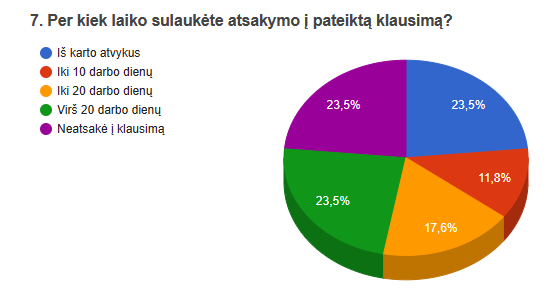 7. Per kiek laiko sulaukėte atsakymo į pateiktą klausimą?
Iš karto atvykus
Iki 10 darbo dienų
Iki 20 darbo dienų
Virš 20 darbo dienų
Neatsakė į klausimą
23,5%
23,5%
11,8%
23,5%
17,6%